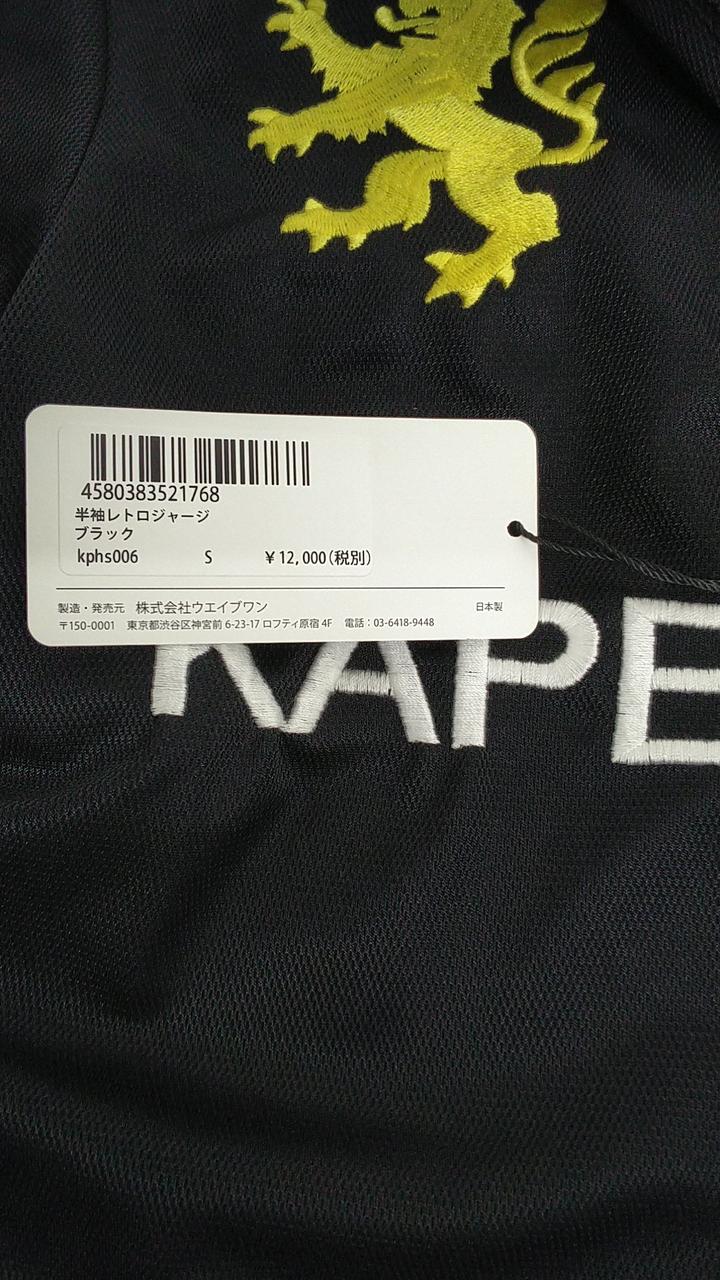 4580383521768
半袖レトロジャージ
ブラック
kphs006 S ¥12,000(税別)
製造・発売元 株式会社ウエイブワン 日本製
〒150-0001 東京都渋谷区神宮前 6-23-17 ロフティ原宿 4F 電話：03-6418-9448
KAPE